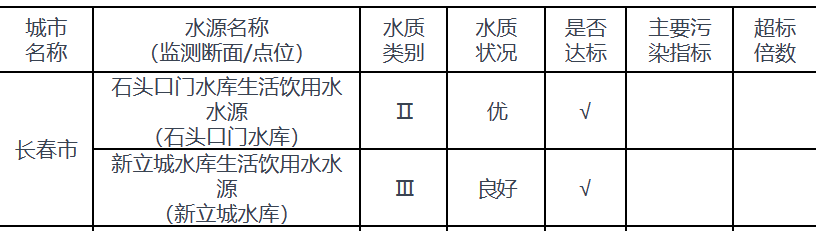 城市名称 水源名称（监测断面/点位） 水质类别 水质状况 是否达标 主要污染指标 超标倍数
长春市 石头口门水库生活饮用水水源（石头口门水库） Ⅱ 优 √
新立城水库生活饮用水水源（新立城水库） Ⅲ 良好 √